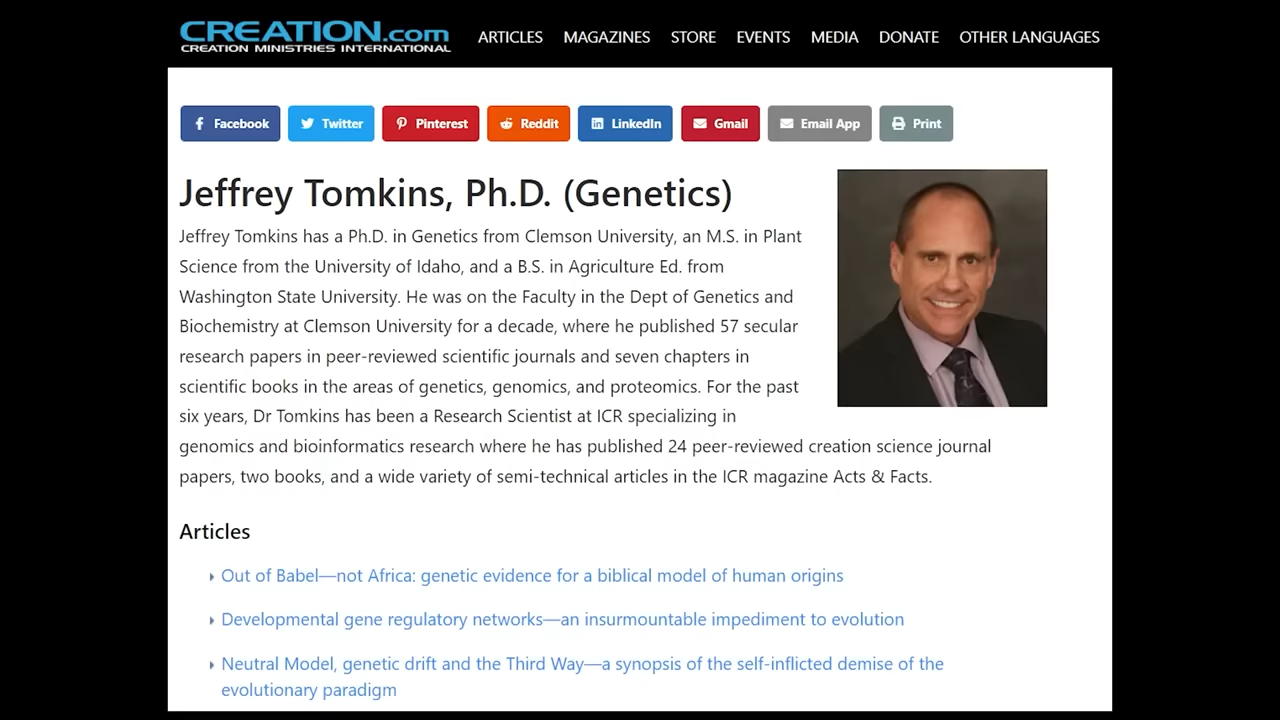 CREATION.com
CREATION MINISTRIES INTERNATIONAL
ARTICLES MAGAZINES STORE EVENTS MEDIA DONATE OTHER LANGUAGES
Facebook Twitter Pinterest Reddit LinkedIn Gmail Email App Print
Jeffrey Tomkins, Ph.D. (Genetics)
Jeffrey Tomkins has a Ph.D. in Genetics from Clemson University, an M.S. in Plant
Science from the University of Idaho, and a B.S. in Agriculture Ed. from
Washington State University. He was on the Faculty in the Dept of Genetics and
Biochemistry at Clemson University for a decade, where he published 57 secular
research papers in peer-reviewed scientific journals and seven chapters in
scientific books in the areas of genetics, genomics, and proteomics. For the past
six years, Dr Tomkins has been a Research Scientist at ICR specializing in
genomics and bioinformatics research where he has published 24 peer-reviewed creation science journal
papers, two books, and a wide variety of semi-technical articles in the ICR magazine Acts & Facts.
Articles
Out of Babel—not Africa: genetic evidence for a biblical model of human origins
Developmental gene regulatory networks—an insurmountable impediment to evolution
Neutral Model, genetic drift and the Third Way—a synopsis of the self-inflicted demise of the
evolutionary paradigm